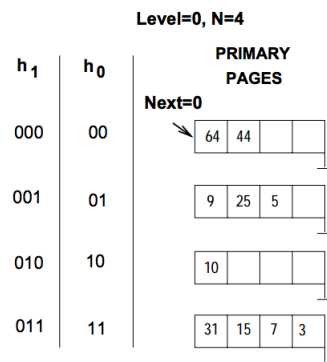 Level=0, N=4
h1 h0 PRIMARY PAGES
Next=0
000 00 64 44
001 01 9 25 5
010 10 10
011 11 31 15 7 3